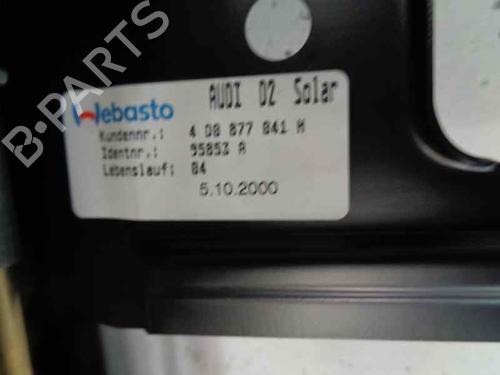 B-PARTS
Webasto AUDI D2 Solar
Kundennr.: 4 D0 877 041 H
Identnr.: 95853 A
Lebenslauf: 04
5.10.2000